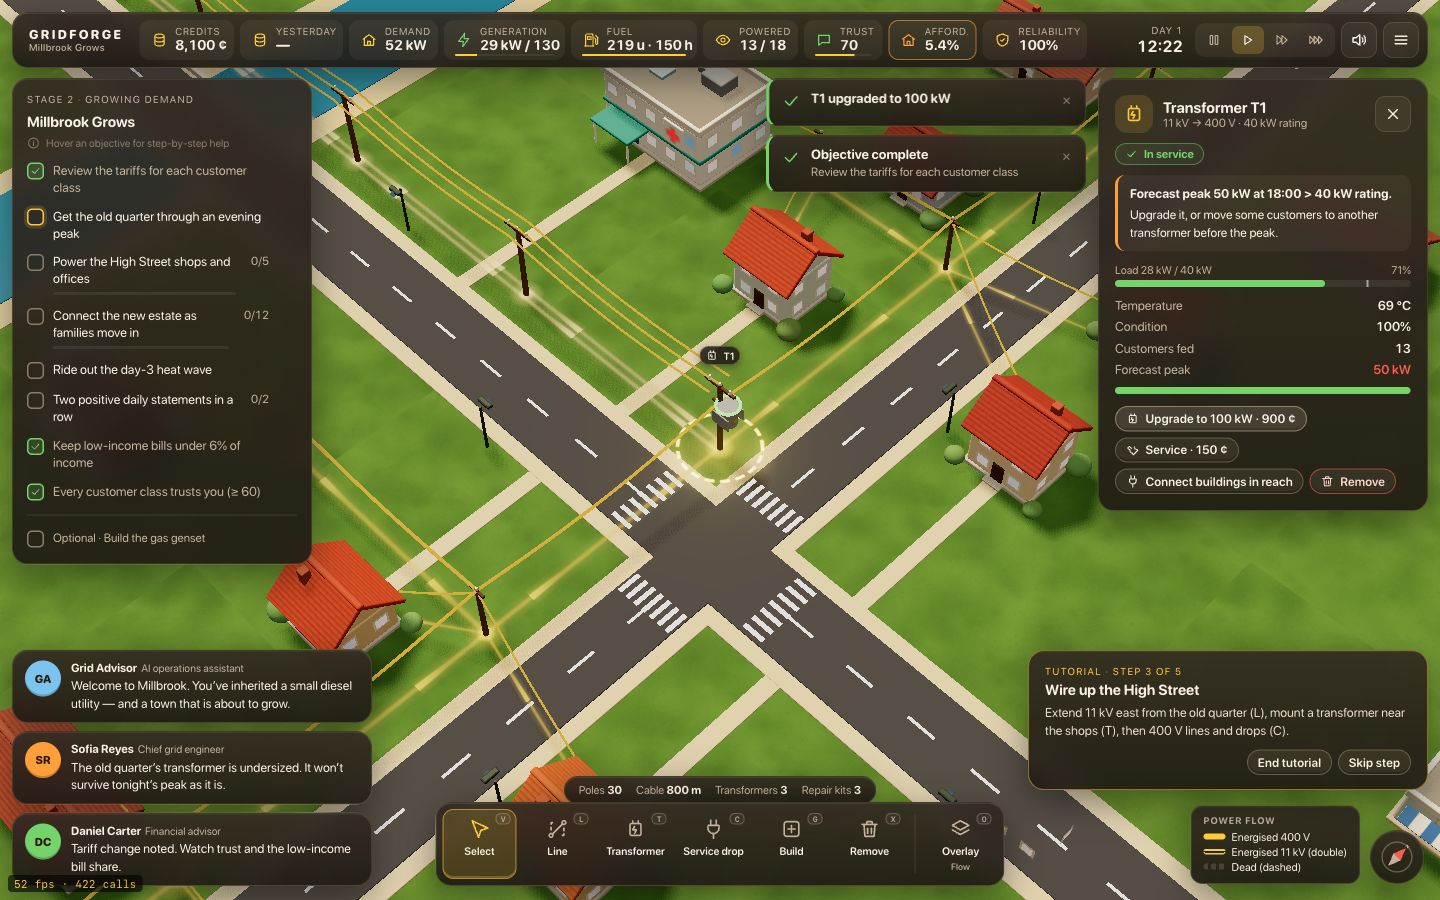 GRIDFORGE
Millbrook Grows
CREDITS
8,100 ¢
YESTERDAY
—
DEMAND
52 kW
GENERATION
29 kW / 130
FUEL
219 u · 150 h
POWERED
13 / 18
TRUST
70
AFFORD.
5.4%
RELIABILITY
100%
DAY 1
12:22
STAGE 2 · GROWING DEMAND
Millbrook Grows
Hover an objective for step-by-step help
Review the tariffs for each customer
class
Get the old quarter through an evening
peak
Power the High Street shops and 0/5
offices
Connect the new estate as 0/12
families move in
Ride out the day-3 heat wave
Two positive daily statements in a 0/2
row
Keep low-income bills under 6% of
income
Every customer class trusts you (≥ 60)
Optional · Build the gas genset
T1 upgraded to 100 kW ×
Objective complete ×
Review the tariffs for each customer class
Transformer T1
11 kV → 400 V · 40 kW rating
In service
Forecast peak 50 kW at 18:00 > 40 kW rating.
Upgrade it, or move some customers to another
transformer before the peak.
Load 28 kW / 40 kW 71%
Temperature 69 °C
Condition 100%
Customers fed 13
Forecast peak 50 kW
Upgrade to 100 kW · 900 ¢
Service · 150 ¢
Connect buildings in reach
Remove
T1
GA
Grid Advisor AI operations assistant
Welcome to Millbrook. You've inherited a small diesel
utility — and a town that is about to grow.
SR
Sofia Reyes Chief grid engineer
The old quarter's transformer is undersized. It won't
survive tonight's peak as it is.
DC
Daniel Carter Financial advisor
Tariff change noted. Watch trust and the low-income
bill share.
52 fps · 422 calls
TUTORIAL · STEP 3 OF 5
Wire up the High Street
Extend 11 kV east from the old quarter (L), mount a transformer near
the shops (T), then 400 V lines and drops (C).
End tutorial
Skip step
Poles 30 Cable 800 m Transformers 3 Repair kits 3
V
Select
L
Line
T
Transformer
C
Service drop
G
Build
X
Remove
O
Overlay
Flow
POWER FLOW
Energised 400 V
Energised 11 kV (double)
Dead (dashed)